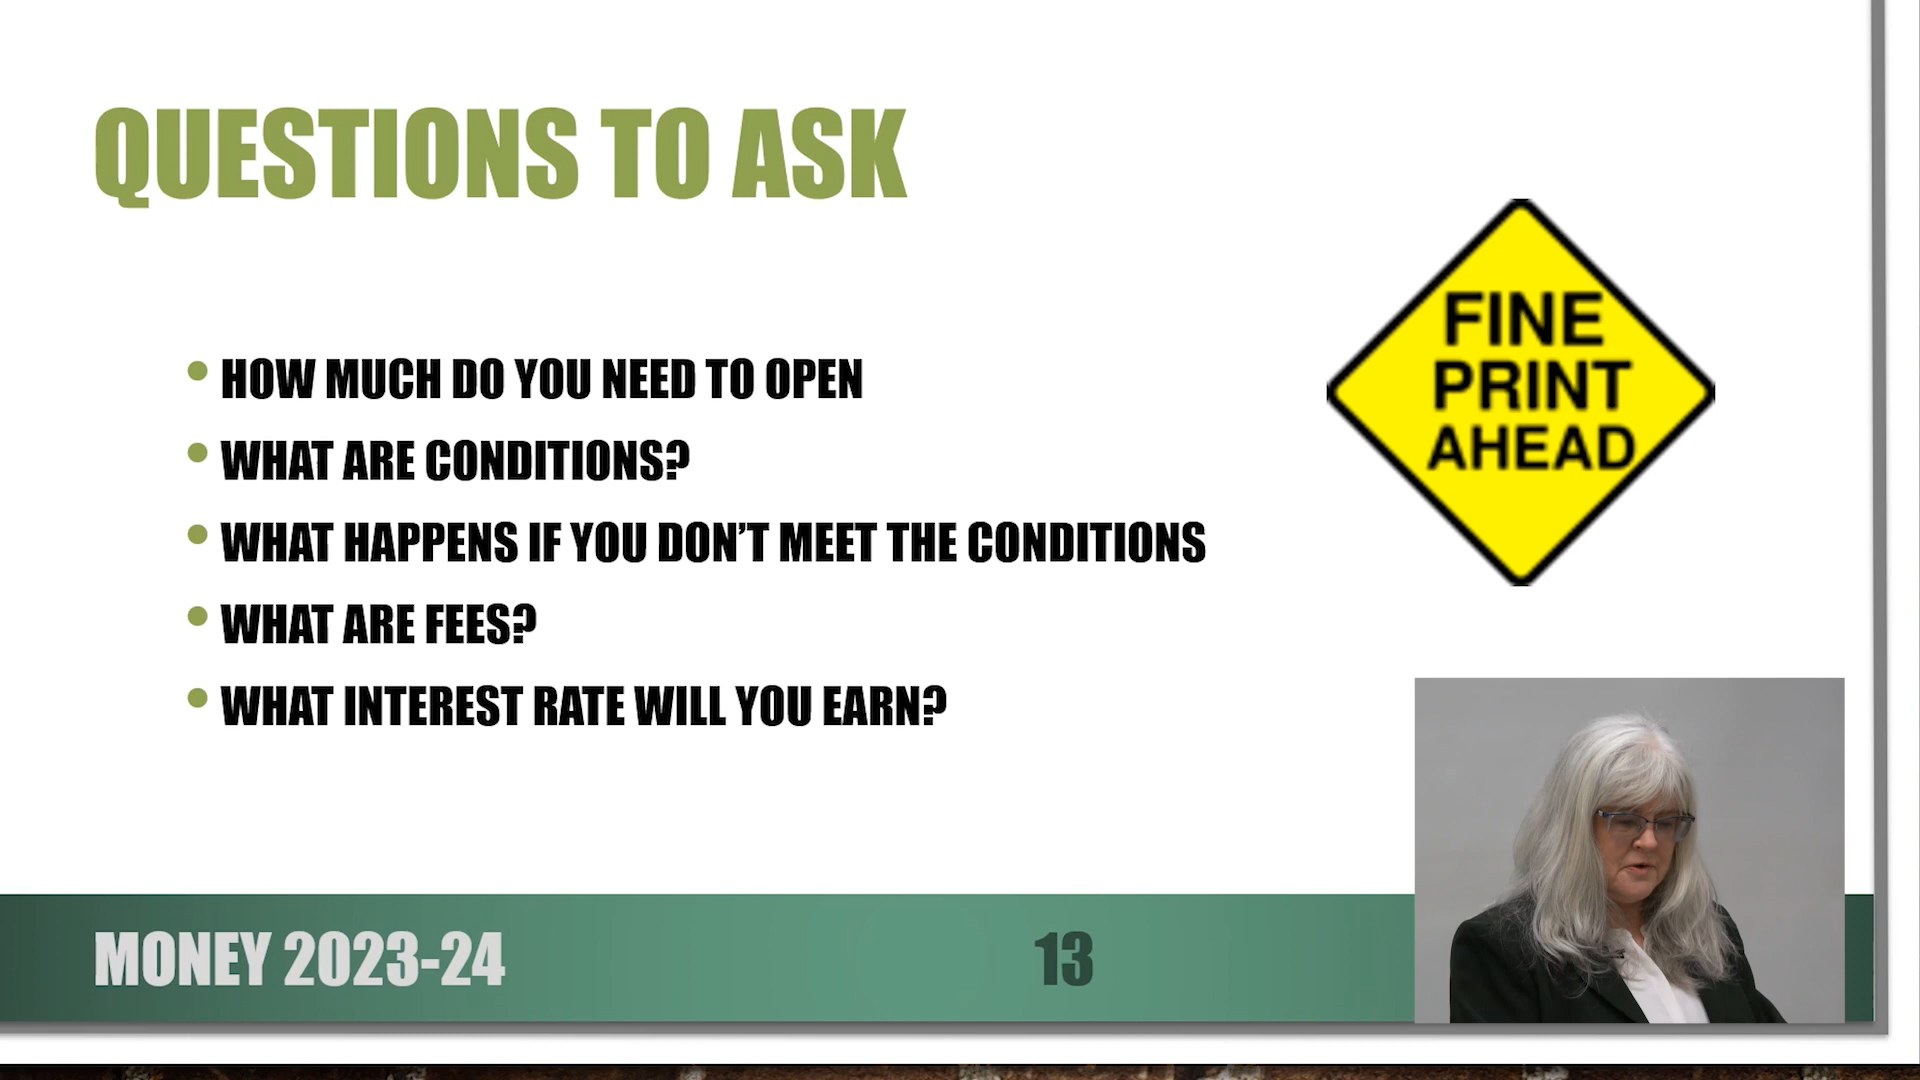 QUESTIONS TO ASK
HOW MUCH DO YOU NEED TO OPEN
WHAT ARE CONDITIONS?
WHAT HAPPENS IF YOU DON’T MEET THE CONDITIONS
WHAT ARE FEES?
WHAT INTEREST RATE WILL YOU EARN?
FINE
PRINT
AHEAD
MONEY 2023-24
13